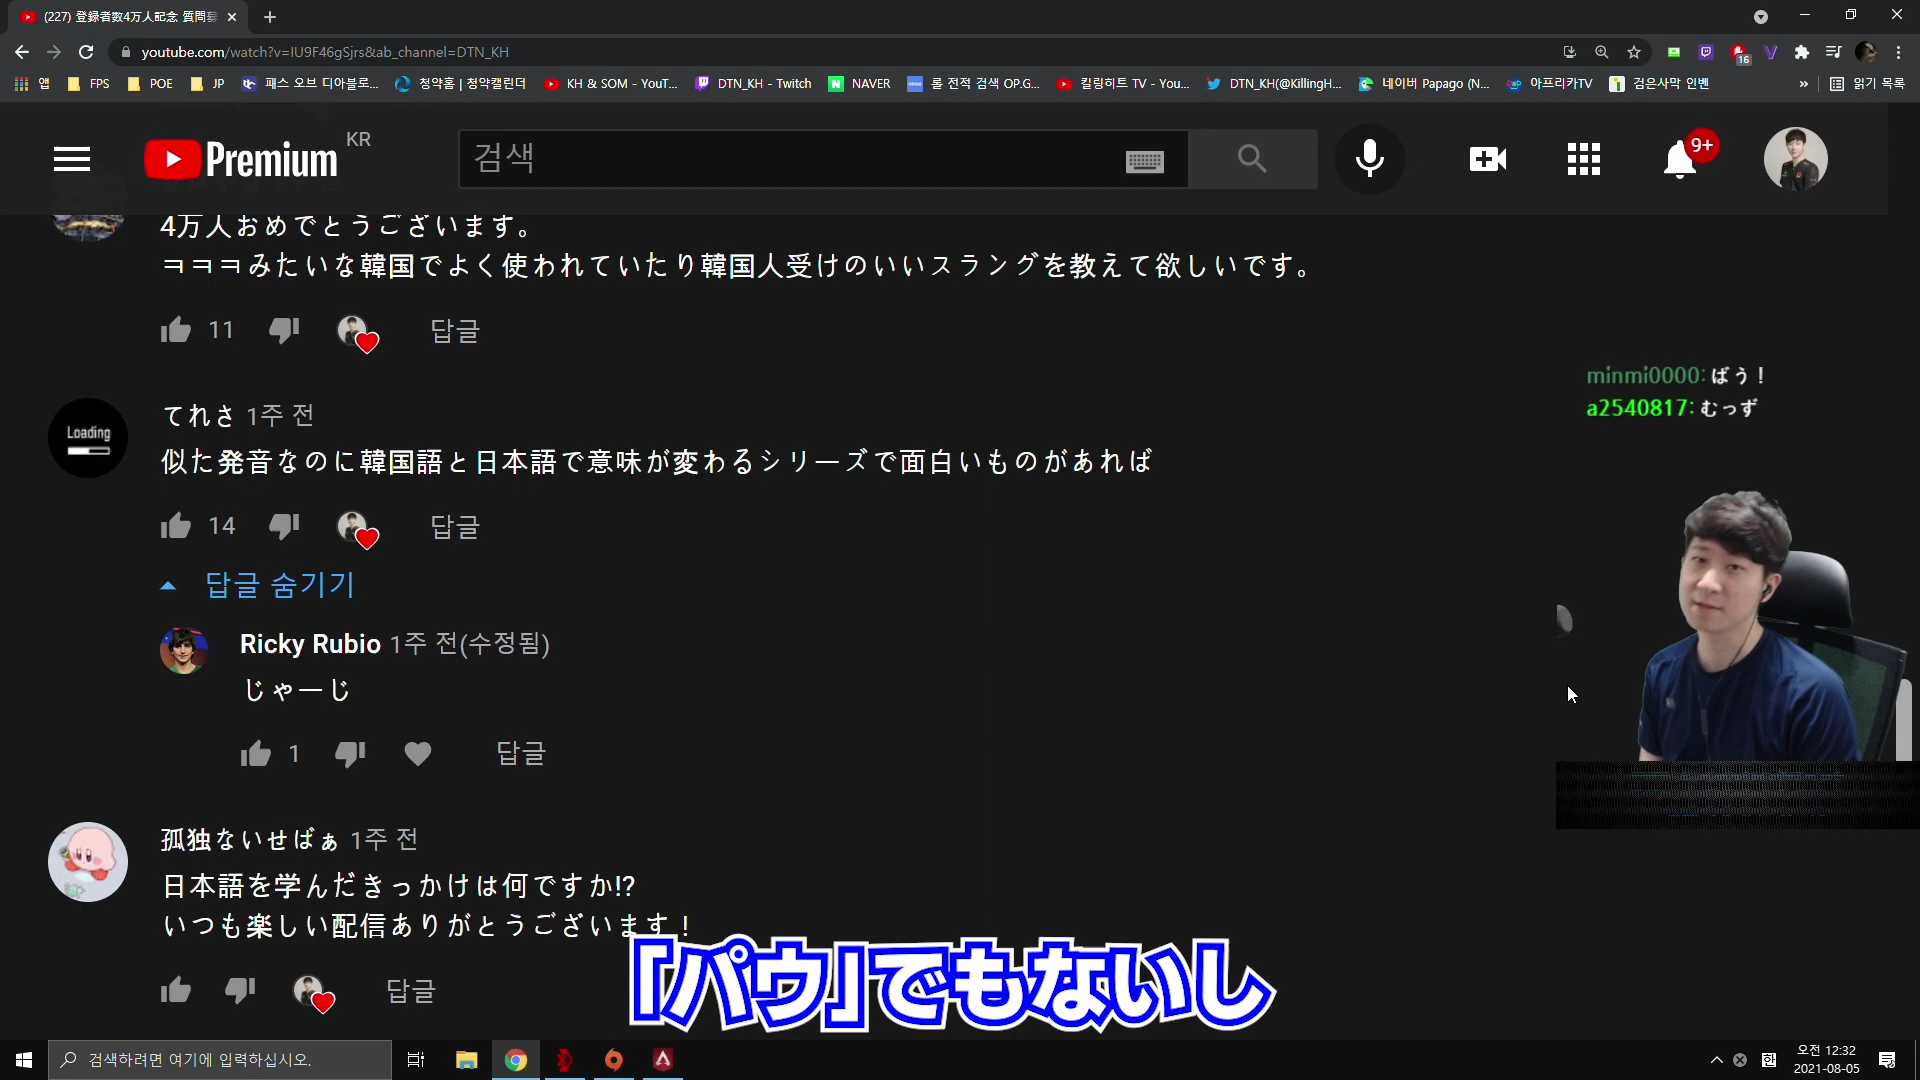 (227) 登録者数4万人記念 質問募
youtube.com/watch?v=IU9F46gSjrs&ab_channel=DTN_KH
16
앱
FPS
POE
JP
패스 오브 디아블로...
청약홈 | 청약캘린더
KH & SOM - YouT...
DTN_KH - Twitch
NAVER
롤 전적 검색 OP.G...
킬링히트 TV - You...
DTN_KH(@KillingH...
네이버 Papago (N...
아프리카TV
검은사막 인벤
»
읽기 목록
Premium
KR
검색
9+
4万人おめでとうございます。
ㅋㅋㅋみたいな韓国でよく使われていたり韓国人受けのいいスラングを教えて欲しいです。
11
답글
minmi0000: ばう!
a2540817: むっず
Loading
てれさ 1주 전
似た発音なのに韓国語と日本語で意味が変わるシリーズで面白いものがあれば
14
답글
답글 숨기기
Ricky Rubio 1주 전(수정됨)
じゃーじ
1
답글
孤独ないせばぁ 1주 전
日本語を学んだきっかけは何ですか!?
いつも楽しい配信ありがとうございます!
답글
「パウ」でもないし
검색하려면 여기에 입력하십시오.
한
오전 12:32
2021-08-05